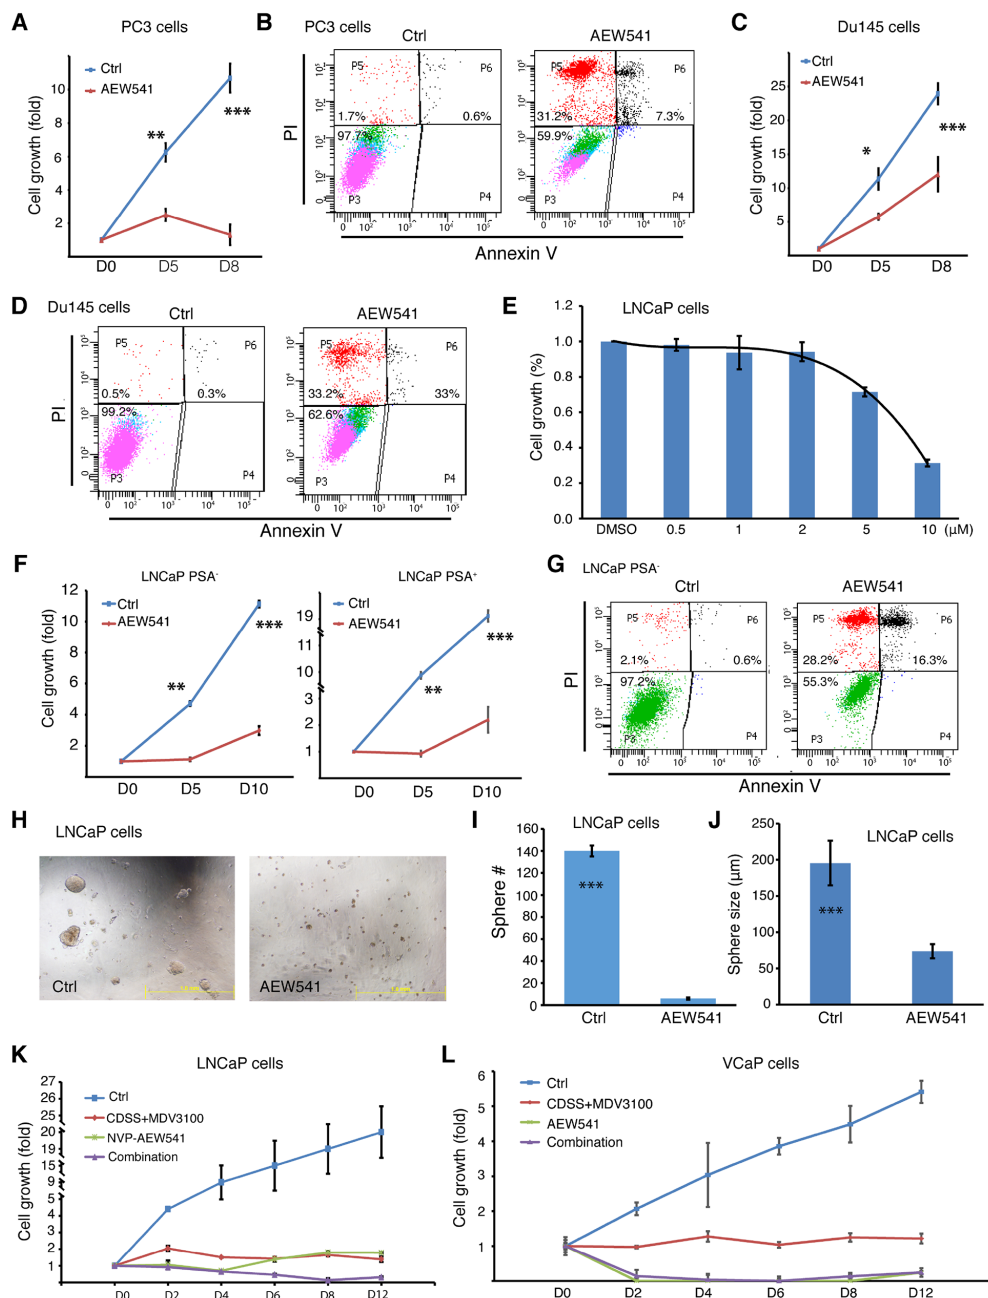 A
PC3 cells
Ctrl
AEW541
Cell growth (fold)
10
8
6
4
2
**
***
D0 D5 D8
B
PC3 cells
Ctrl
AEW541
PI
P5
P6
1.7%
0.6%
97.7%
P3
P4
P5
P6
31.2%
7.3%
59.9%
P3
P4
Annexin V
C
Du145 cells
Ctrl
AEW541
Cell growth (fold)
25
20
15
10
5
*
***
D0 D5 D8
D
Du145 cells
Ctrl
AEW541
PI
P5
P6
0.5%
0.3%
99.2%
P3
P4
P5
P6
33.2%
33%
62.6%
P3
P4
Annexin V
E
LNCaP cells
Cell growth (%)
1.2
1.0
0.8
0.6
0.4
0.2
0.0
DMSO 0.5 1 2 5 10 (µM)
F
LNCaP PSA-
Ctrl
AEW541
Cell growth (fold)
12
10
8
6
4
2
**
***
D0 D5 D10
LNCaP PSA+
Ctrl
AEW541
19
11
10
3
2
1
**
***
D0 D5 D10
G
LNCaP PSA-
Ctrl
AEW541
PI
P5
P6
2.1%
0.6%
97.2%
P3
P4
P5
P6
28.2%
16.3%
55.3%
P3
P4
Annexin V
H
LNCaP cells
Ctrl
AEW541
I
LNCaP cells
Sphere #
160
140
120
100
80
60
40
20
0
***
Ctrl AEW541
J
LNCaP cells
Sphere size (µm)
250
200
150
100
50
0
***
Ctrl AEW541
K
LNCaP cells
Ctrl
CDSS+MDV3100
NVP-AEW541
Combination
Cell growth (fold)
27
26
25
20
15
9
5
4
3
2
1
0
D0 D2 D4 D6 D8 D12
L
VCaP cells
Ctrl
CDSS+MDV3100
AEW541
Combination
Cell growth (fold)
6
5
4
3
2
1
D0 D2 D4 D6 D8 D12